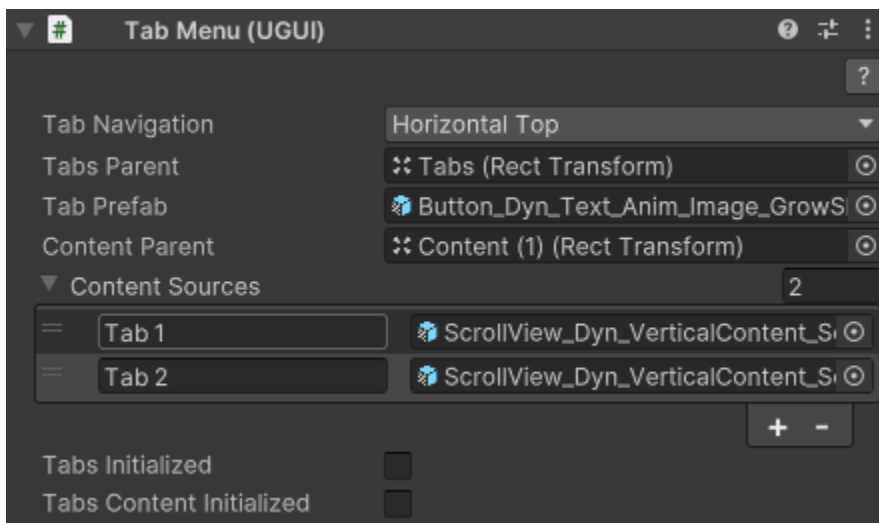 # Tab Menu (UGUI)
?
Tab Navigation Horizontal Top
Tabs Parent Tabs (Rect Transform)
Tab Prefab Button_Dyn_Text_Anim_Image_GrowS
Content Parent Content (1) (Rect Transform)
Content Sources 2
= Tab 1 ScrollView_Dyn_VerticalContent_S
= Tab 2 ScrollView_Dyn_VerticalContent_S
+ -
Tabs Initialized
Tabs Content Initialized